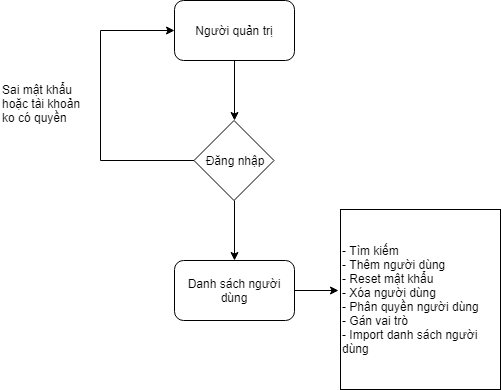 Người quản trị
Sai mật khẩu
hoặc tải khoản
ko có quyền
Đăng nhập
Danh sách người
dùng
- Tìm kiếm
- Thêm người dùng
- Reset mật khẩu
- Xóa người dùng
- Phân quyền người dùng
- Gán vai trò
- Import danh sách người
dùng